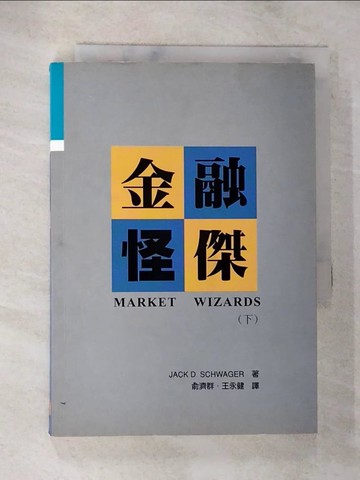 金融
怪傑
MARKET WIZARDS
(下)
JACK D. SCHWAGER 著
俞濟群·王永健 譯